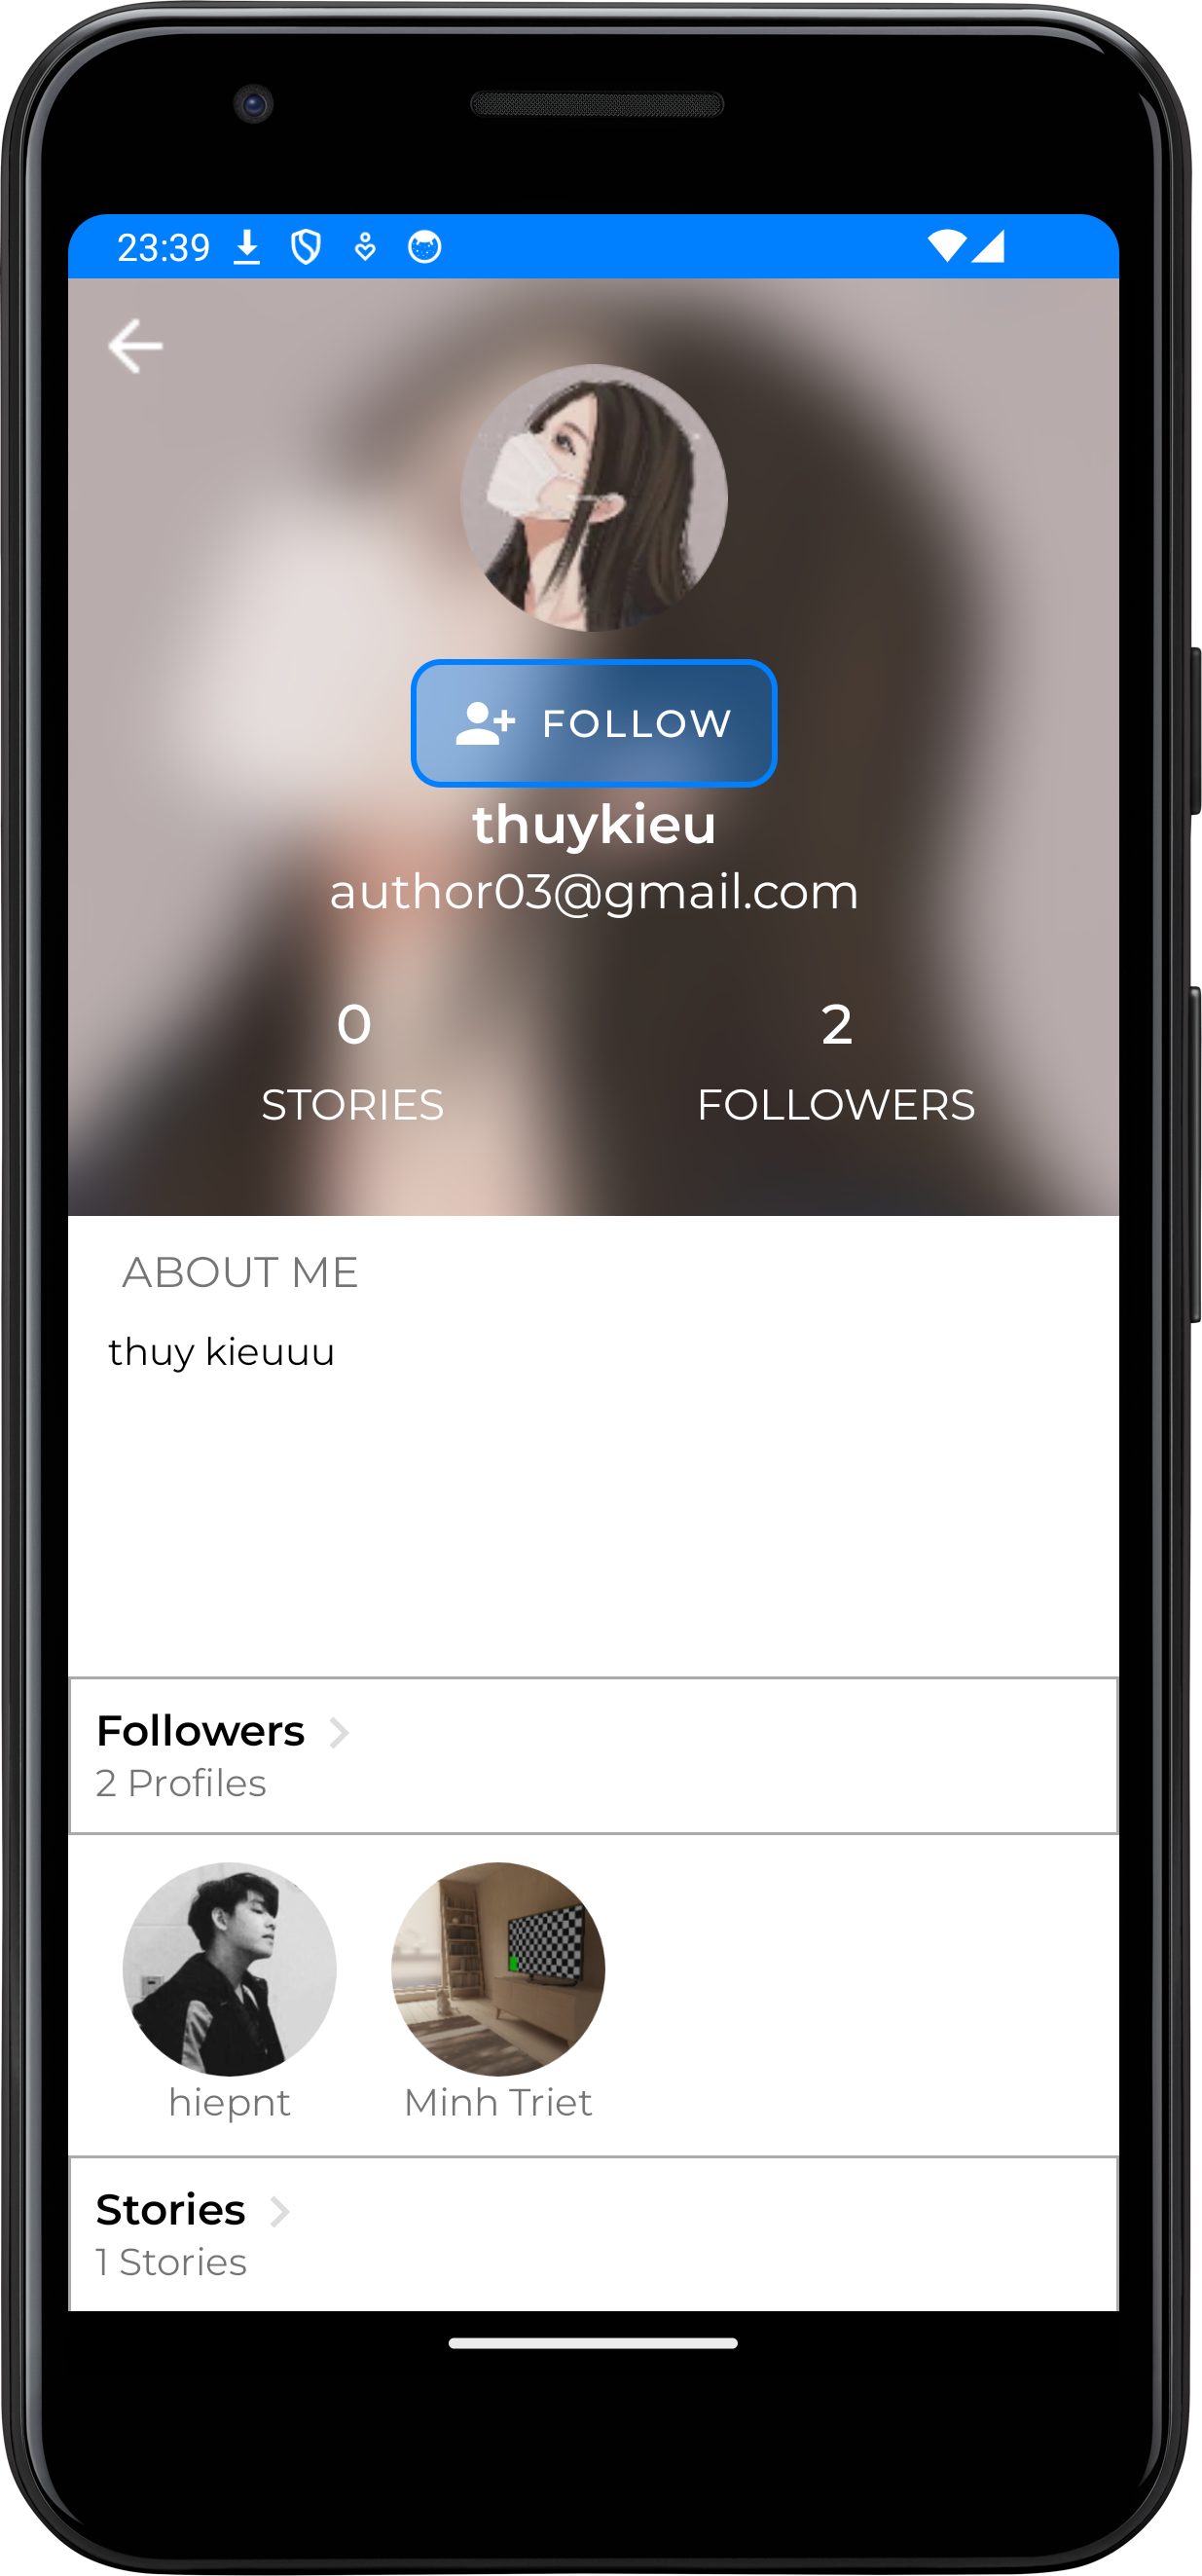 23:39
FOLLOW
thuykieu
author03@gmail.com
0
2
STORIES
FOLLOWERS
ABOUT ME
thuy kieuuu
Followers
2 Profiles
hiepnt
Minh Triet
Stories
1 Stories